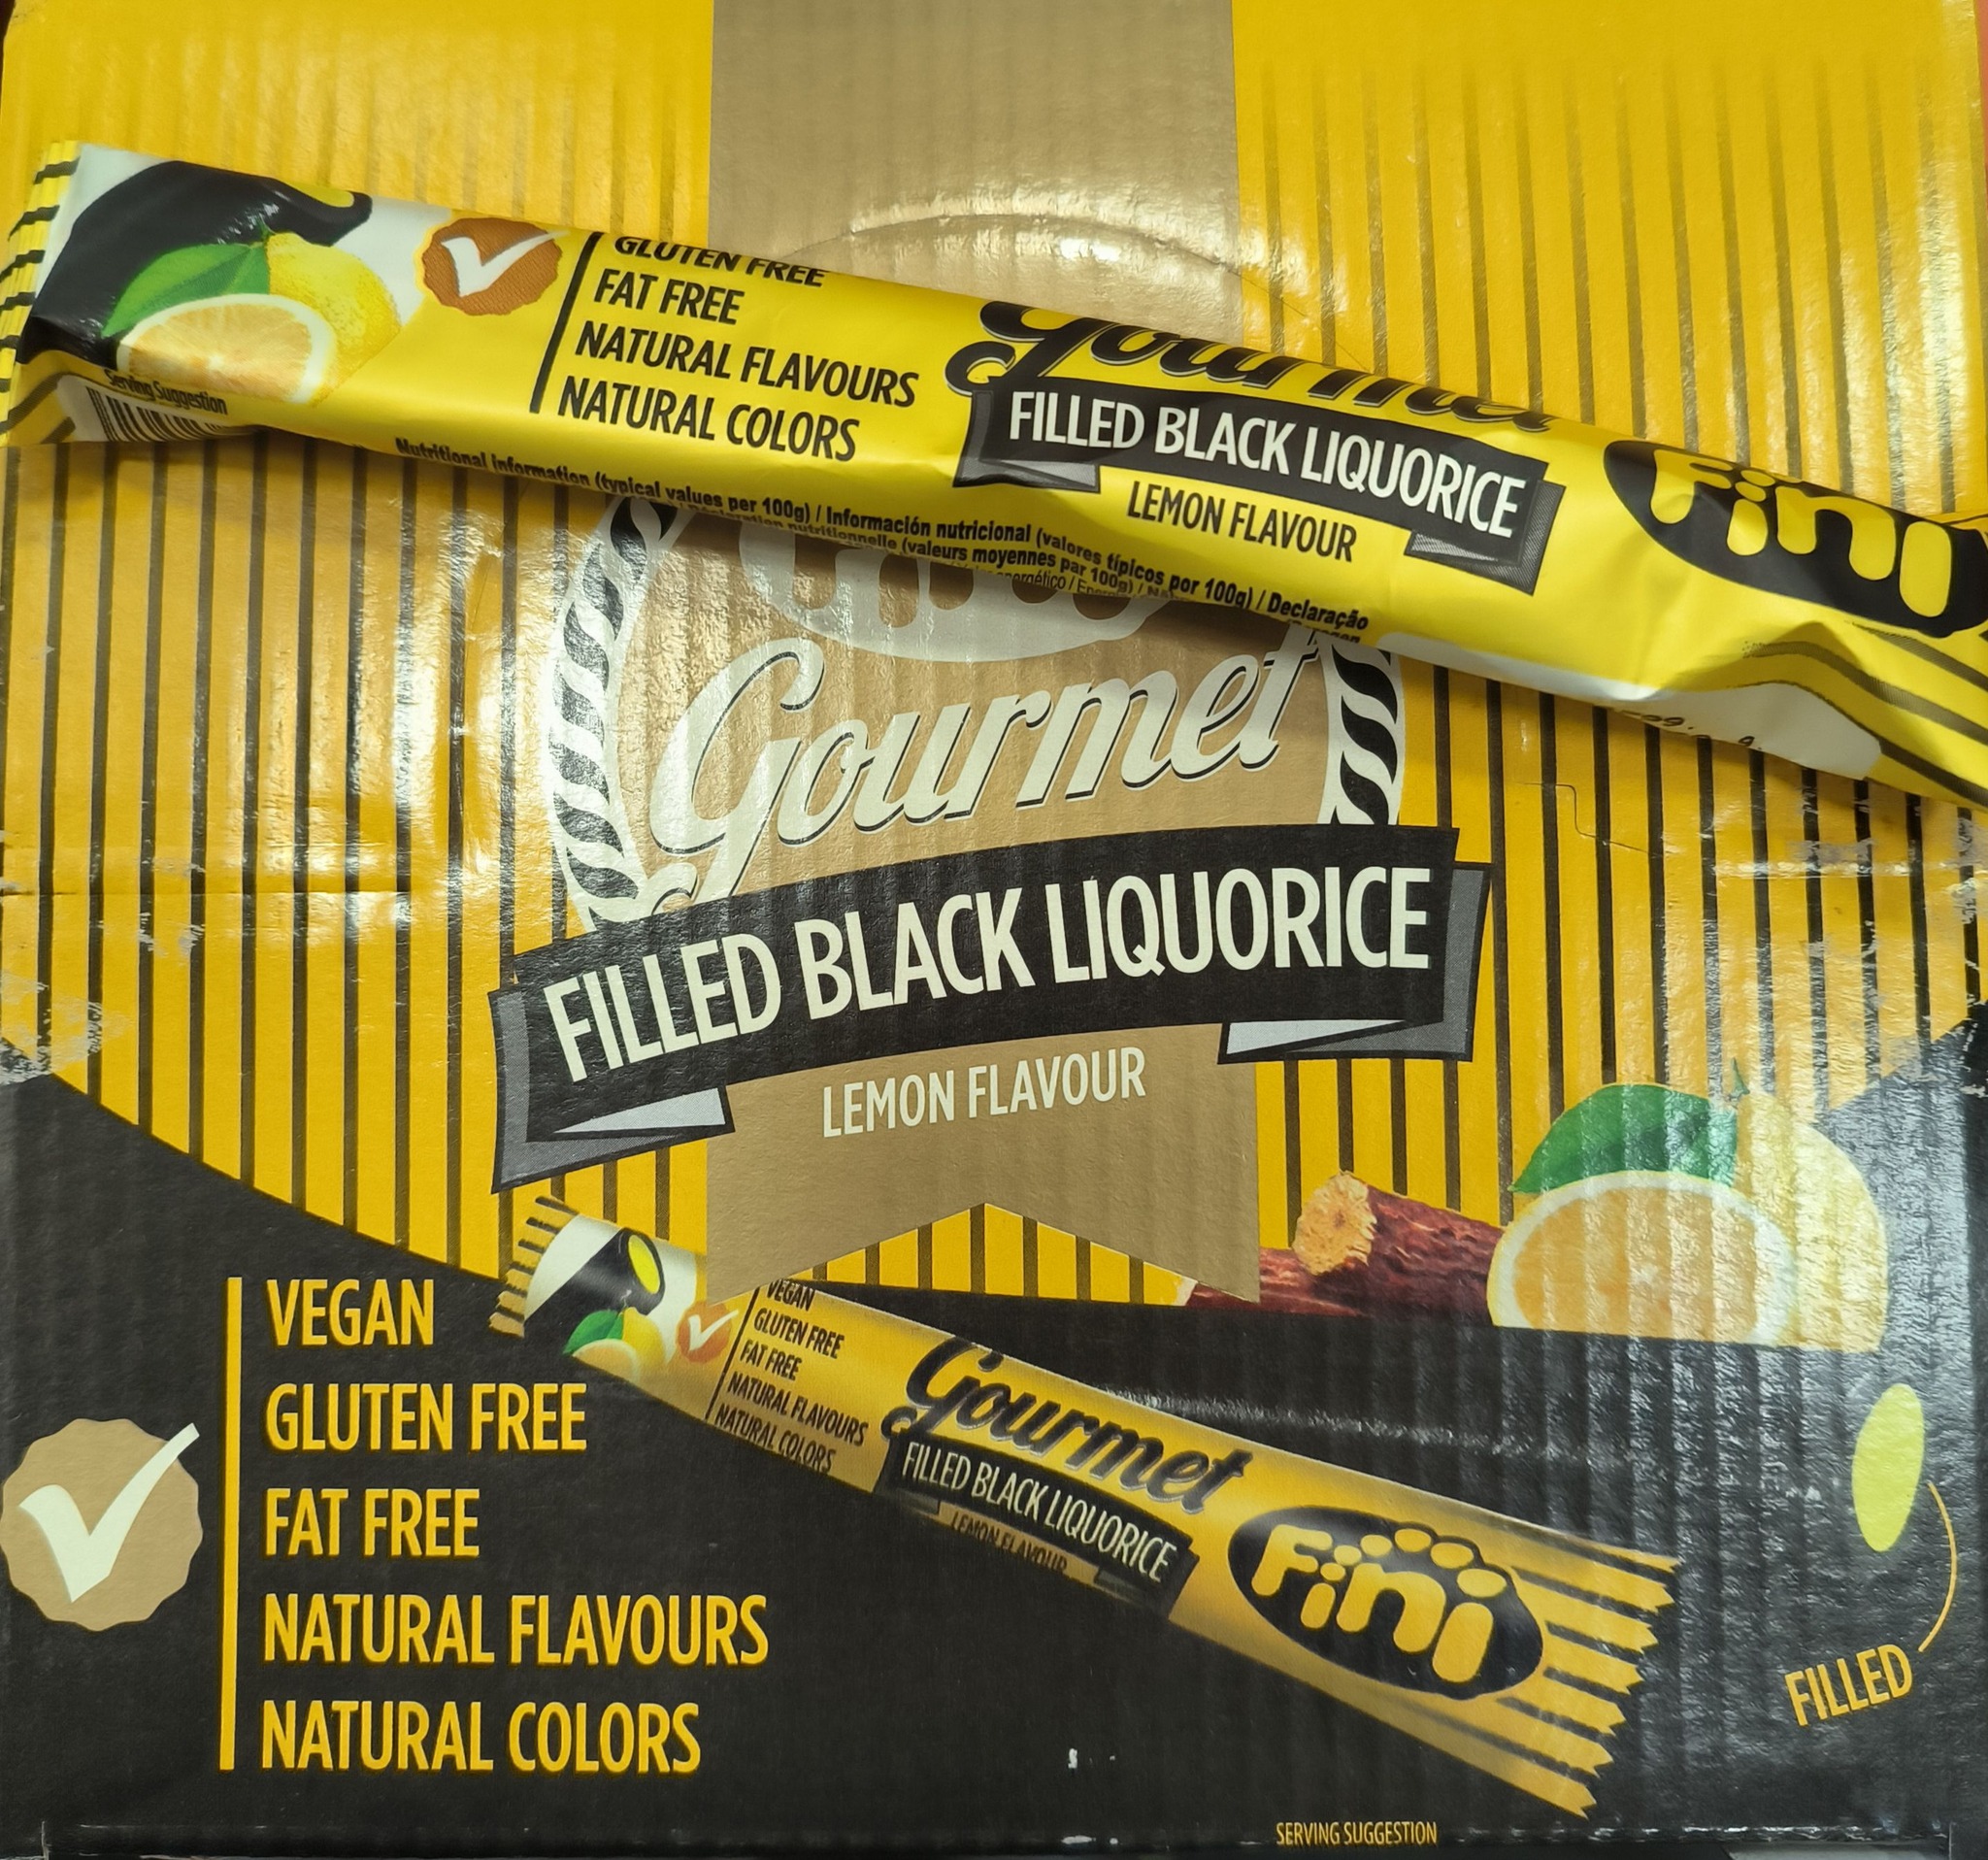 GLUTEN FREE
FAT FREE
NATURAL FLAVOURS
NATURAL COLORS
Gourmet
FILLED BLACK LIQUORICE
LEMON FLAVOUR
Fini
Serving Suggestion
Nutritional information (typical values per 100g) / Información nutricional (valores típicos por 100g) / Declaração
nutritionnelle (valeurs moyennes par 100g)
Gourmet
FILLED BLACK LIQUORICE
LEMON FLAVOUR
VEGAN
GLUTEN FREE
FAT FREE
NATURAL FLAVOURS
NATURAL COLORS
VEGAN
GLUTEN FREE
FAT FREE
NATURAL FLAVOURS
NATURAL COLORS
Gourmet
FILLED BLACK LIQUORICE
LEMON FLAVOUR
Fini
FILLED
SERVING SUGGESTION